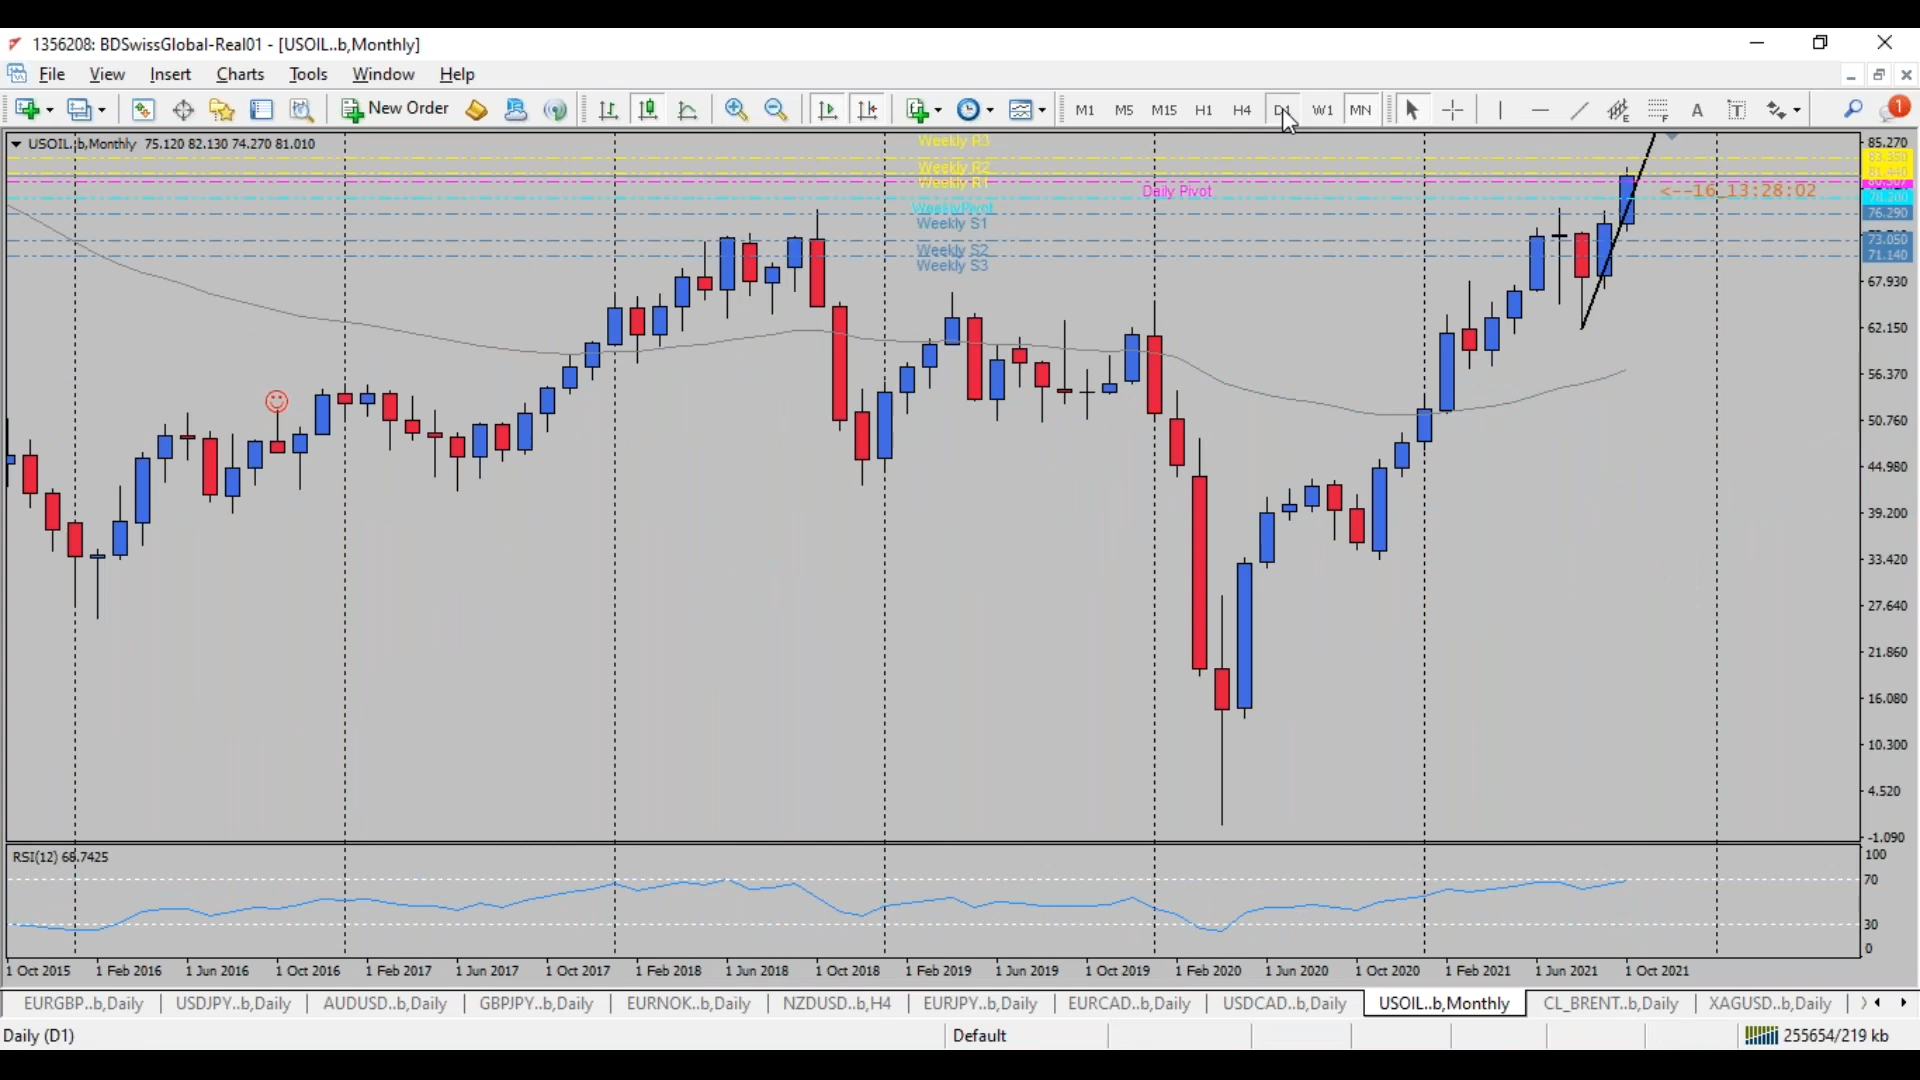 1356208: BDSwissGlobal-Real01 - [USOIL..b,Monthly]
File View Insert Charts Tools Window Help
New Order M1 M5 M15 H1 H4 D1 W1 MN A T E F 1
USOIL..b,Monthly 75.120 82.130 74.270 81.010
Weekly R3
Weekly R2
Weekly R1
Daily Pivot
<--16_13:28:02
WeeklyPivot
Weekly S1
Weekly S2
Weekly S3
85.270
83.350
81.440
76.290
73.050
71.140
67.930
62.150
56.370
50.760
44.980
39.200
33.420
27.640
21.860
16.080
10.300
4.520
-1.090
RSI(12) 68.7425
100
70
30
0
1 Oct 2015 1 Feb 2016 1 Jun 2016 1 Oct 2016 1 Feb 2017 1 Jun 2017 1 Oct 2017 1 Feb 2018 1 Jun 2018 1 Oct 2018 1 Feb 2019 1 Jun 2019 1 Oct 2019 1 Feb 2020 1 Jun 2020 1 Oct 2020 1 Feb 2021 1 Jun 2021 1 Oct 2021
EURGBP..b,Daily USDJPY..b,Daily AUDUSD..b,Daily GBPJPY..b,Daily EURNOK..b,Daily NZDUSD..b,H4 EURJPY..b,Daily EURCAD..b,Daily USDCAD..b,Daily USOIL..b,Monthly CL_BRENT..b,Daily XAGUSD..b,Daily
Daily (D1) Default 255654/219 kb